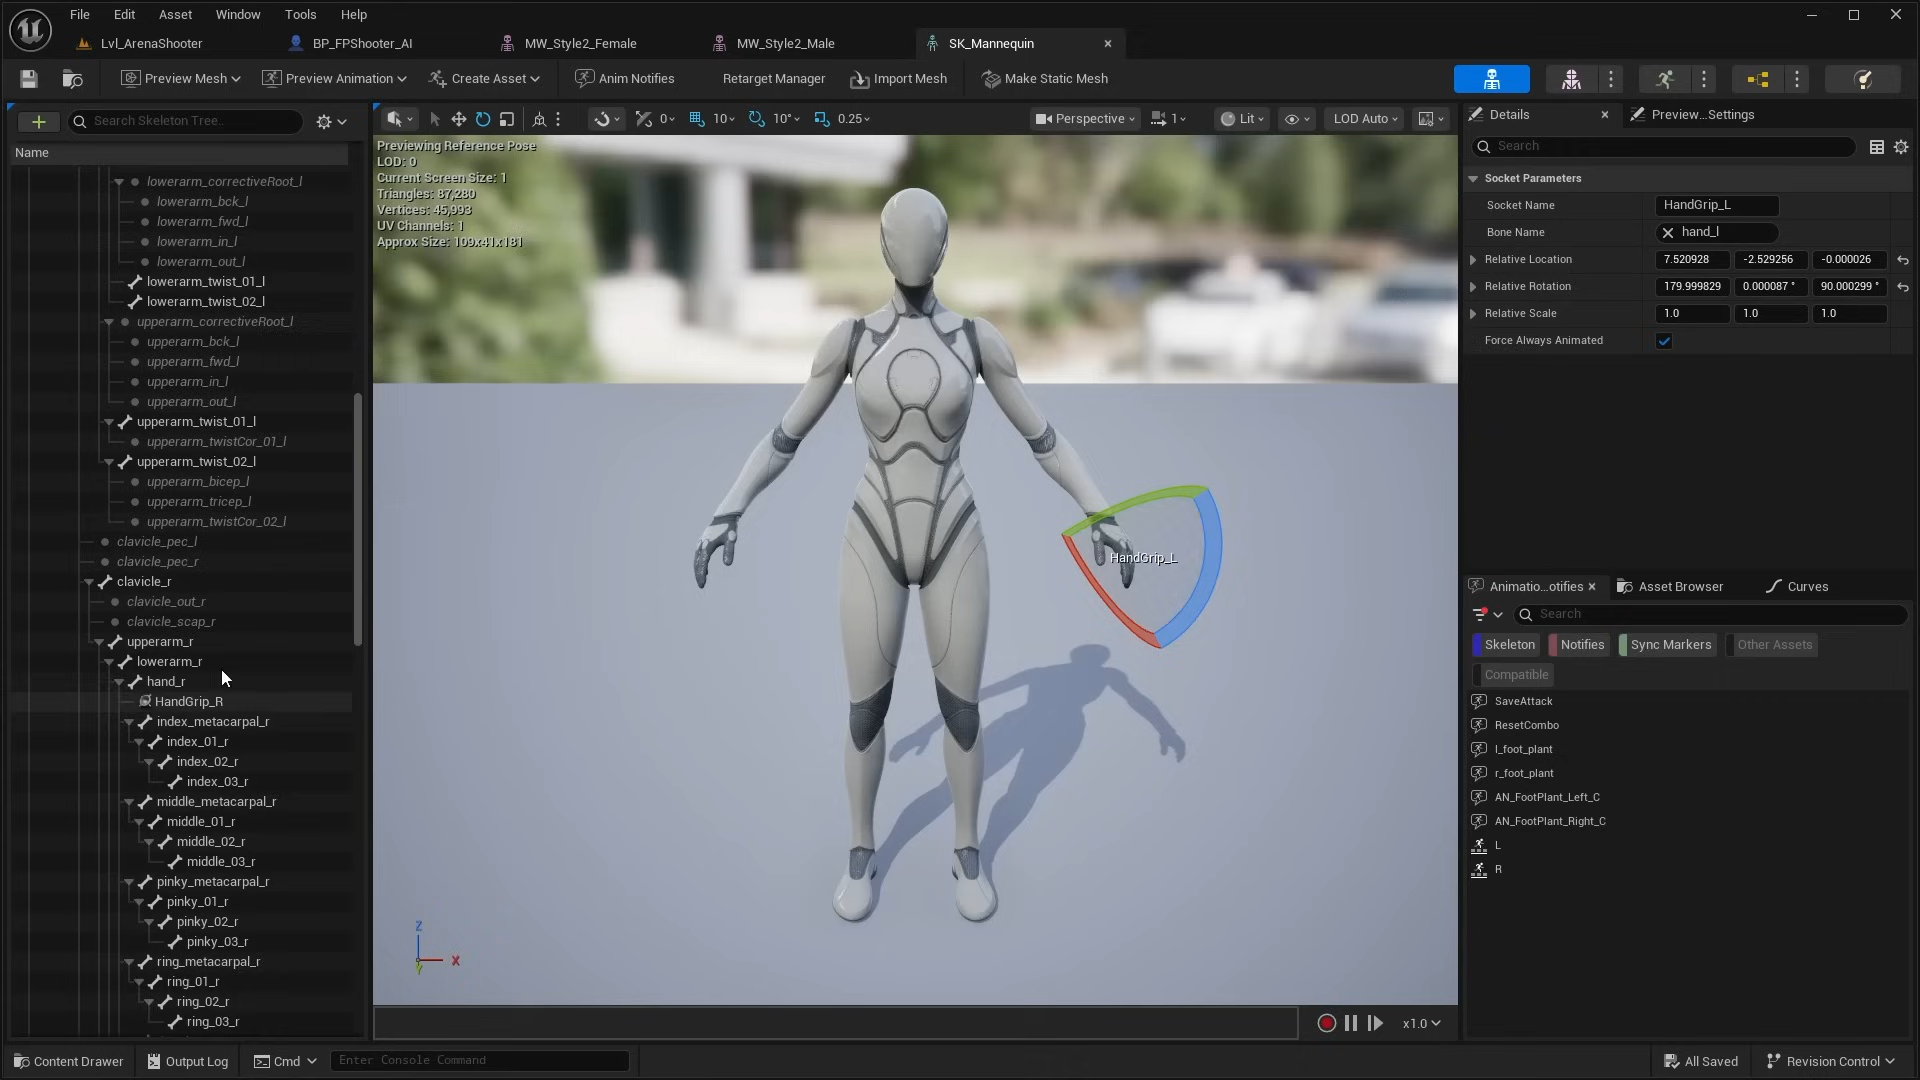 File Edit Asset Window Tools Help
Lvl_ArenaShooter BP_FPShooter_AI MW_Style2_Female MW_Style2_Male SK_Mannequin
Preview Mesh Preview Animation Create Asset Anim Notifies Retarget Manager Import Mesh Make Static Mesh
Search Skeleton Tree..
0 10 10° 0.25 Perspective 1 Lit LOD Auto
Name
lowerarm_correctiveRoot_l
lowerarm_bck_l
lowerarm_fwd_l
lowerarm_in_l
lowerarm_out_l
lowerarm_twist_01_l
lowerarm_twist_02_l
upperarm_correctiveRoot_l
upperarm_bck_l
upperarm_fwd_l
upperarm_in_l
upperarm_out_l
upperarm_twist_01_l
upperarm_twistCor_01_l
upperarm_twist_02_l
upperarm_bicep_l
upperarm_tricep_l
upperarm_twistCor_02_l
clavicle_pec_l
clavicle_pec_r
clavicle_r
clavicle_out_r
clavicle_scap_r
upperarm_r
lowerarm_r
hand_r
HandGrip_R
index_metacarpal_r
index_01_r
index_02_r
index_03_r
middle_metacarpal_r
middle_01_r
middle_02_r
middle_03_r
pinky_metacarpal_r
pinky_01_r
pinky_02_r
pinky_03_r
ring_metacarpal_r
ring_01_r
ring_02_r
ring_03_r
Previewing Reference Pose
LOD: 0
Current Screen Size: 1
Triangles: 87,280
Vertices: 45,993
UV Channels: 1
Approx Size: 109x41x181
HandGrip_L
Z
X
Y
x1.0
Details Preview...Settings
Search
Socket Parameters
Socket Name HandGrip_L
Bone Name hand_l
Relative Location 7.520928 -2.529256 -0.000026
Relative Rotation 179.999829 0.000087 ° 90.000299 °
Relative Scale 1.0 1.0 1.0
Force Always Animated
Animatio...otifies Asset Browser Curves
Search
Skeleton Notifies Sync Markers Other Assets
Compatible
SaveAttack
ResetCombo
l_foot_plant
r_foot_plant
AN_FootPlant_Left_C
AN_FootPlant_Right_C
L
R
Content Drawer Output Log Cmd Enter Console Command All Saved Revision Control